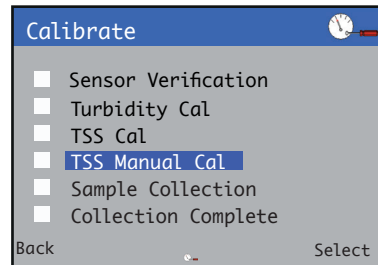 Calibrate
Sensor Verification
Turbidity Cal
TSS Cal
TSS Manual Cal
Sample Collection
Collection Complete
Back Select